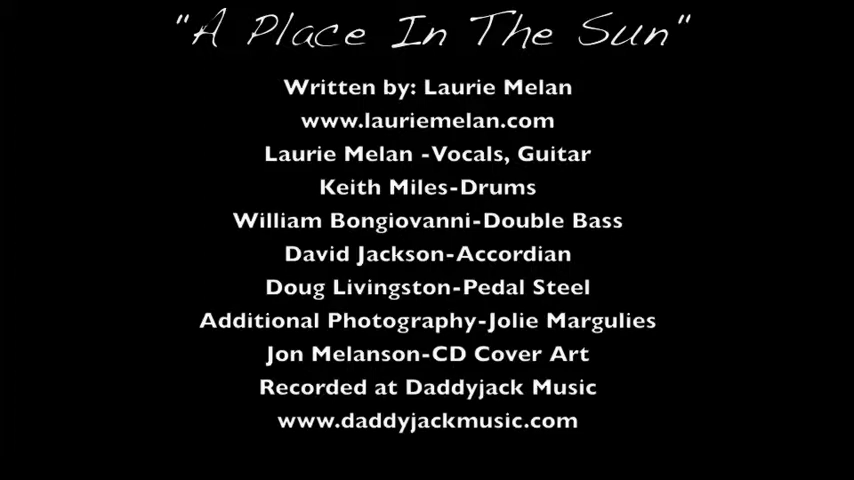 "A Place In The Sun"
Written by: Laurie Melan
www.lauriemelan.com
Laurie Melan -Vocals, Guitar
Keith Miles-Drums
William Bongiovanni-Double Bass
David Jackson-Accordian
Doug Livingston-Pedal Steel
Additional Photography-Jolie Margulies
Jon Melanson-CD Cover Art
Recorded at Daddyjack Music
www.daddyjackmusic.com